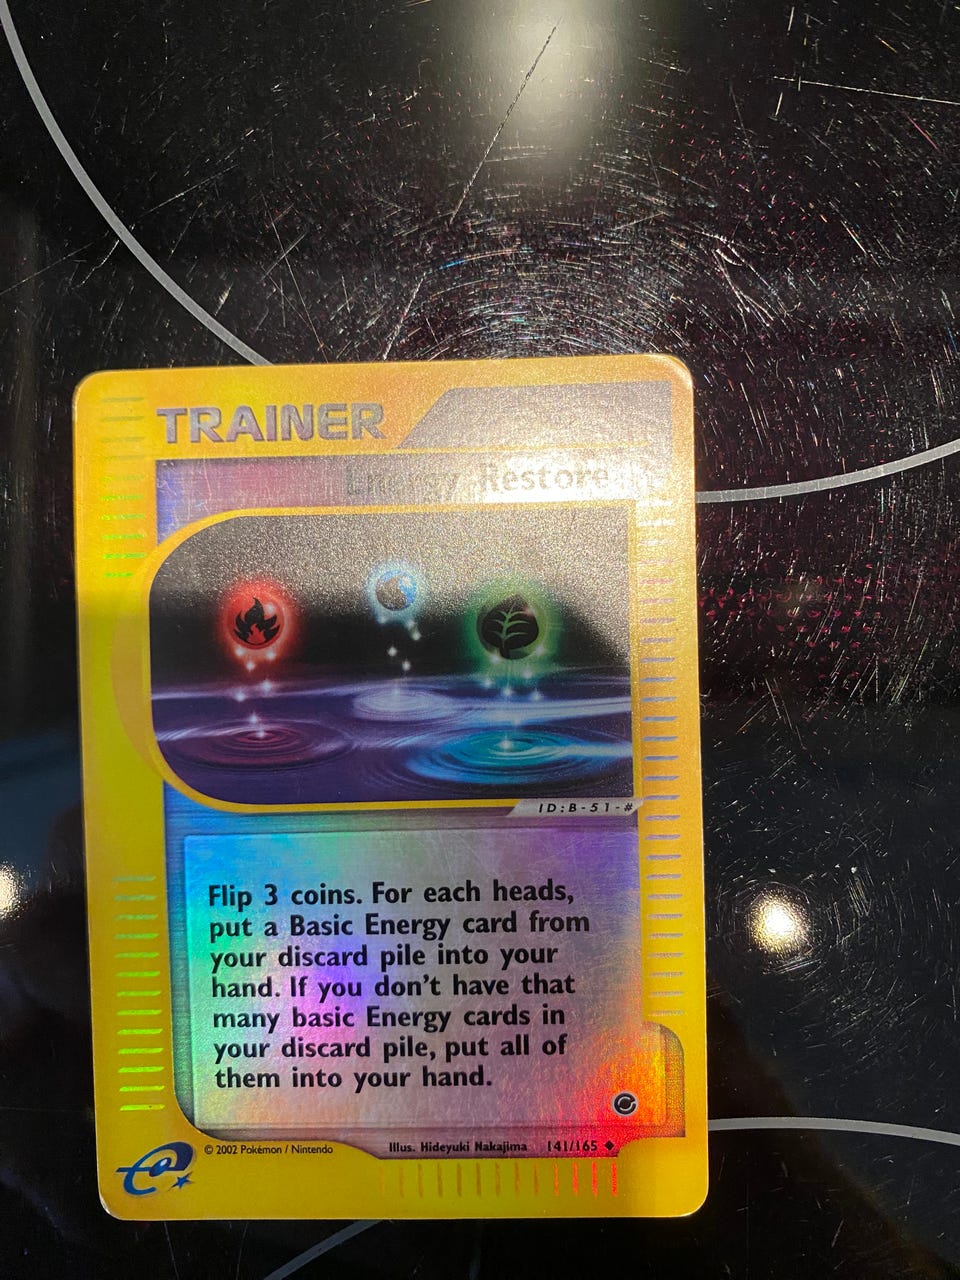 TRAINER
Energy Restore
ID:B-51-#
Flip 3 coins. For each heads,
put a Basic Energy card from
your discard pile into your
hand. If you don't have that
many basic Energy cards in
your discard pile, put all of
them into your hand.
© 2002 Pokémon / Nintendo
Illus. Hideyuki Nakajima 141/165
e